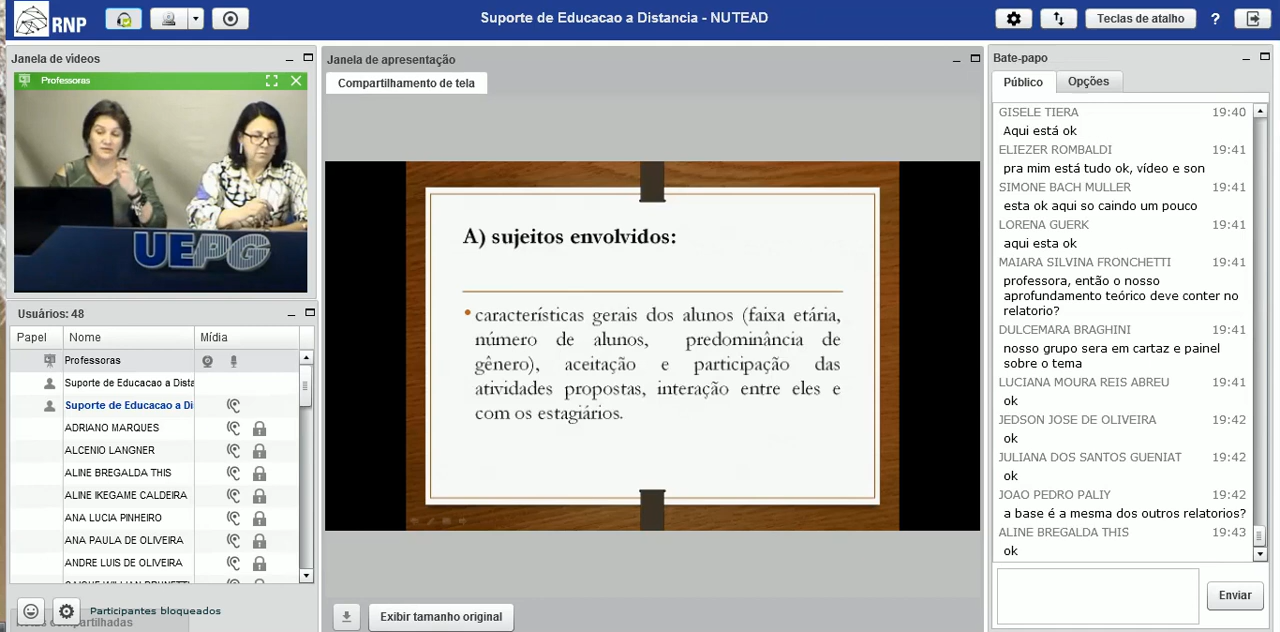 RNP
Suporte de Educacao a Distancia - NUTEAD
Teclas de atalho
?
Janela de vídeos
Professoras
UEPG
Usuários: 48
Papel
Nome
Mídia
Professoras
Suporte de Educacao a Dista
Suporte de Educacao a Di
ADRIANO MARQUES
ALCENIO LANGNER
ALINE BREGALDA THIS
ALINE IKEGAME CALDEIRA
ANA LUCIA PINHEIRO
ANA PAULA DE OLIVEIRA
ANDRE LUIS DE OLIVEIRA
Participantes bloqueados
Notas compartilhadas
Janela de apresentação
Compartilhamento de tela
A) sujeitos envolvidos:
• características gerais dos alunos (faixa etária,
número de alunos, predominância de
gênero), aceitação e participação das
atividades propostas, interação entre eles e
com os estagiários.
Exibir tamanho original
Bate-papo
Público
Opções
GISELE TIERA 19:40
Aqui está ok
ELIEZER ROMBALDI 19:41
pra mim está tudo ok, vídeo e son
SIMONE BACH MULLER 19:41
esta ok aqui so caindo um pouco
LORENA GUERK 19:41
aqui esta ok
MAIARA SILVINA FRONCHETTI 19:41
professora, então o nosso
aprofundamento teórico deve conter no
relatorio?
DULCEMARA BRAGHINI 19:41
nosso grupo sera em cartaz e painel
sobre o tema
LUCIANA MOURA REIS ABREU 19:41
ok
JEDSON JOSE DE OLIVEIRA 19:42
ok
JULIANA DOS SANTOS GUENIAT 19:42
ok
JOAO PEDRO PALIY 19:42
a base é a mesma dos outros relatorios?
ALINE BREGALDA THIS 19:43
ok
Enviar